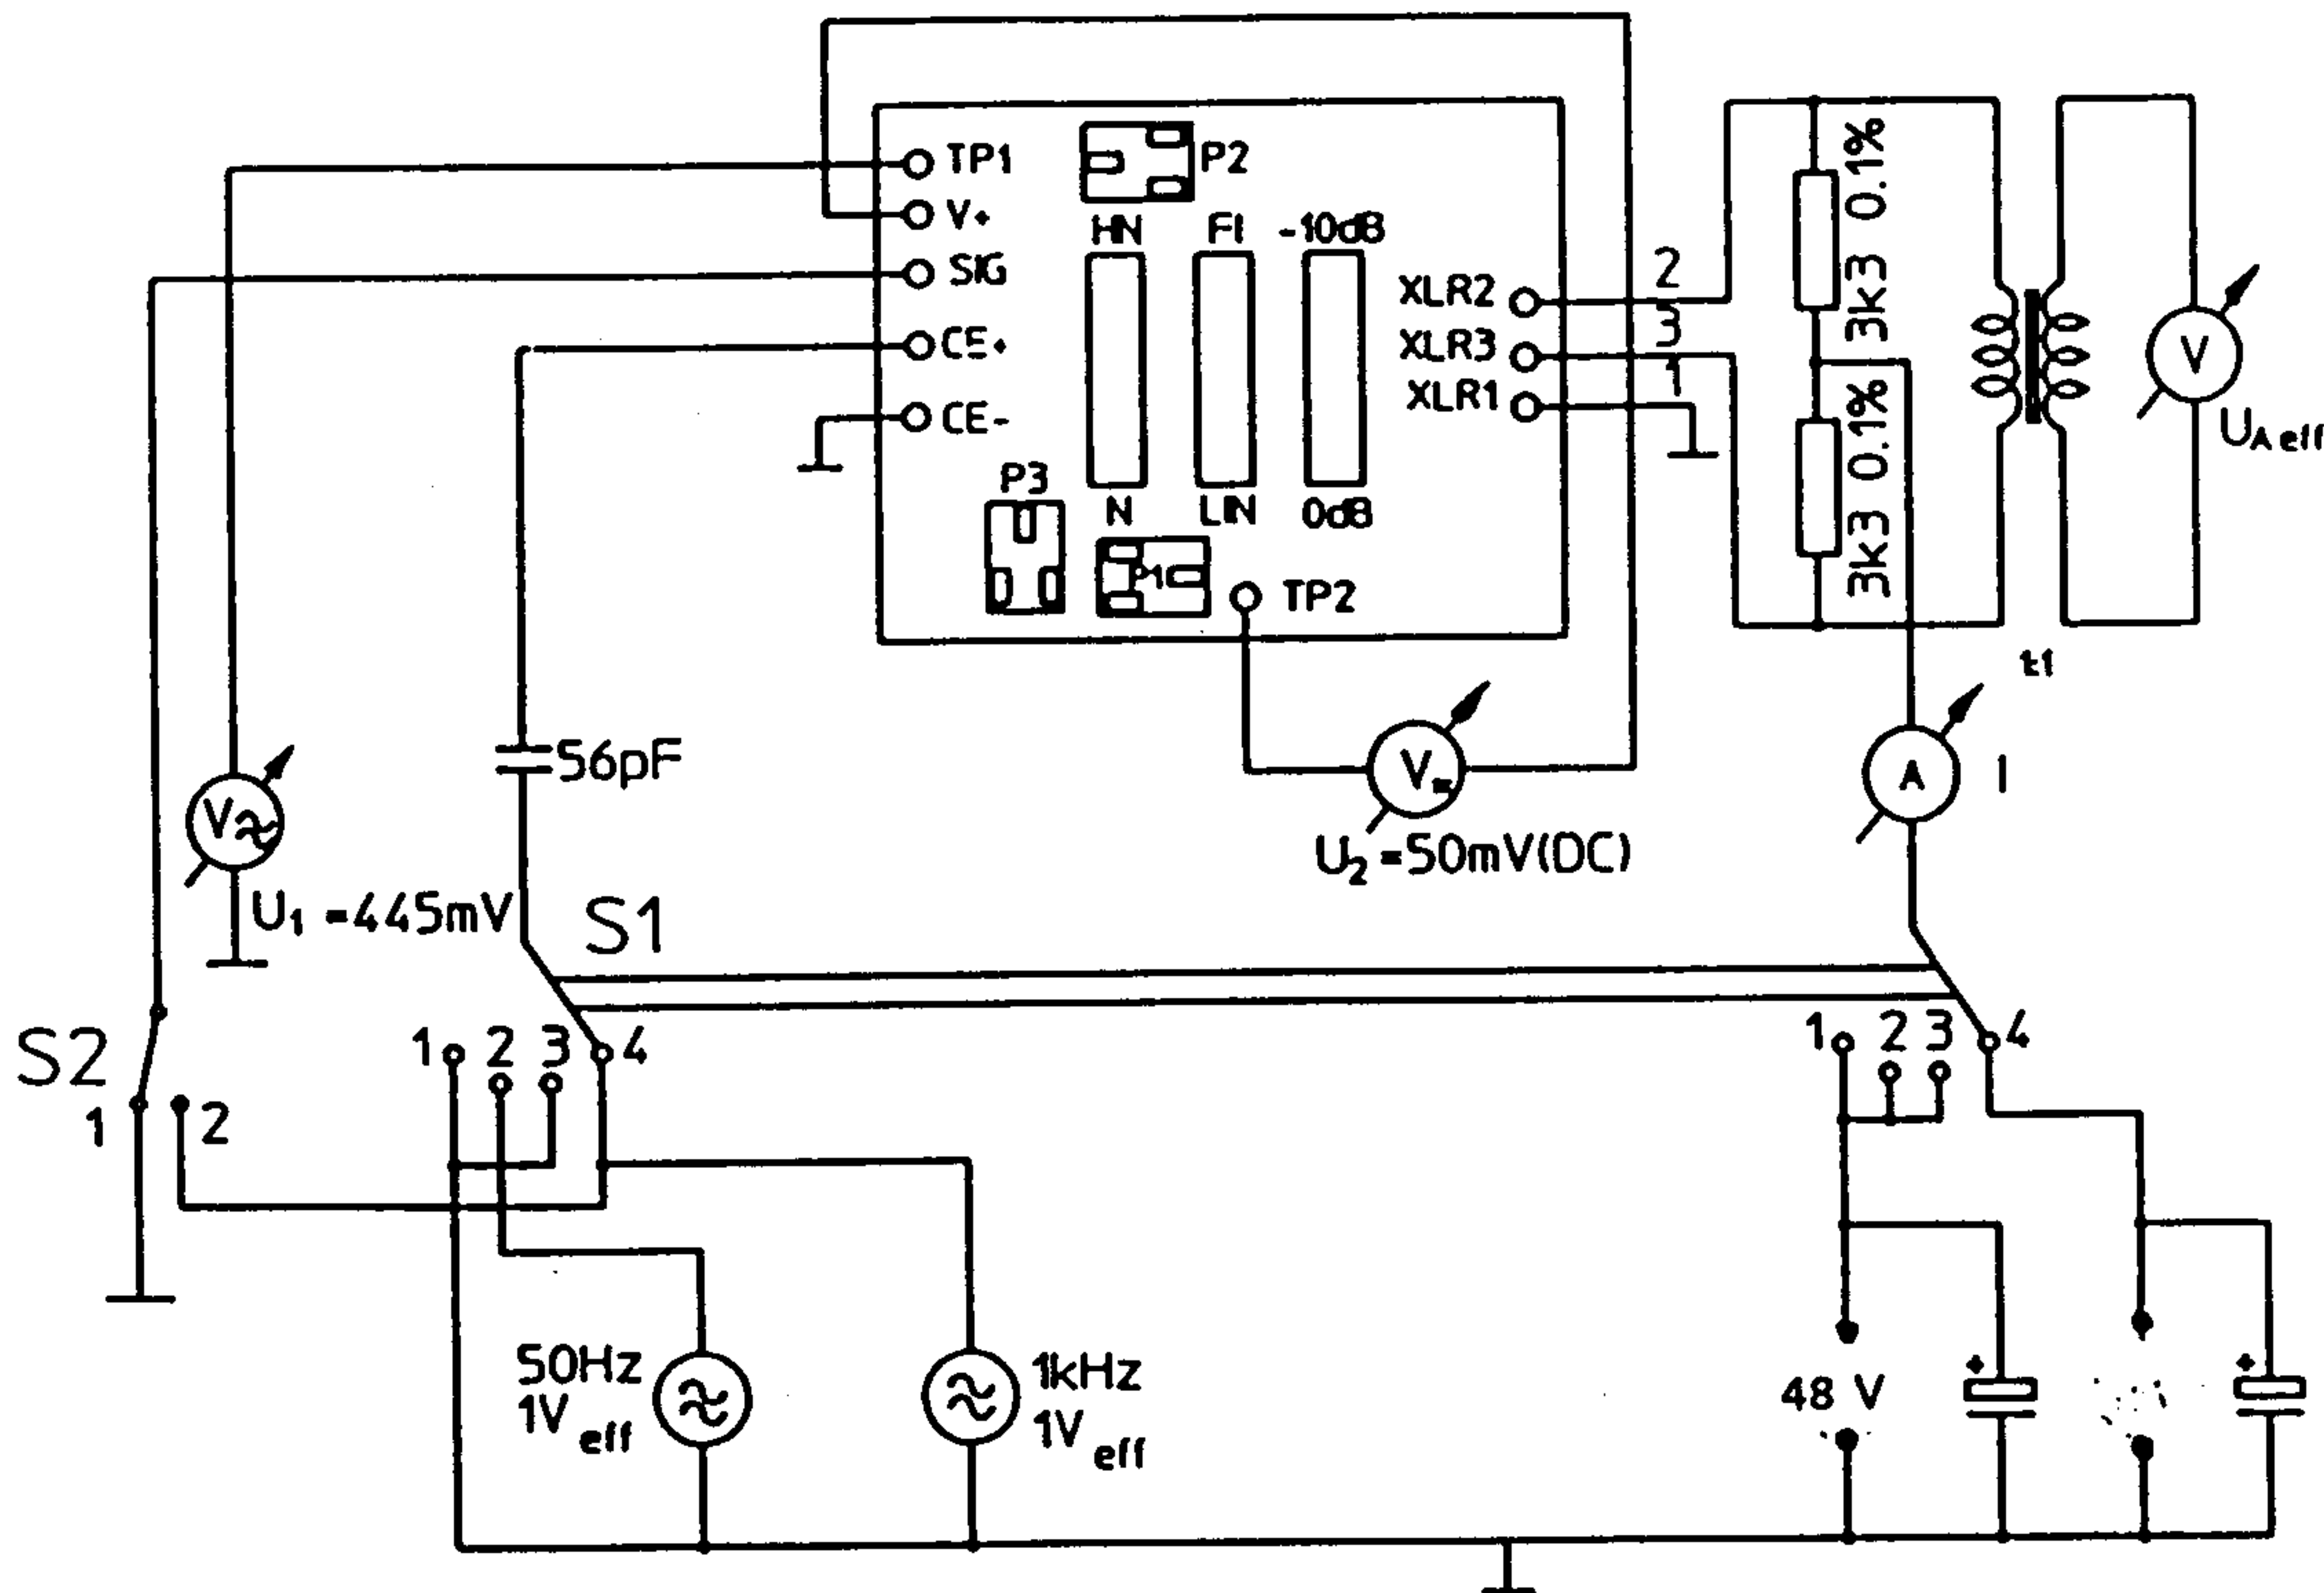 TP1
V+
SIG
CE+
CE-
P2
HN
FI
-10dB
N
LIN
0dB
P3
P1
TP2
XLR2
XLR3
XLR1
2
3
1
3k3 0.1%
3k3 0.1%
V
UA eff
t1
A
I
V=
U2 =50mV(DC)
56pF
V
U1 =445mV
S1
S2
1
2
1
2
3
4
1
2
3
4
50Hz
1Veff
1kHz
1Veff
48 V
+
+